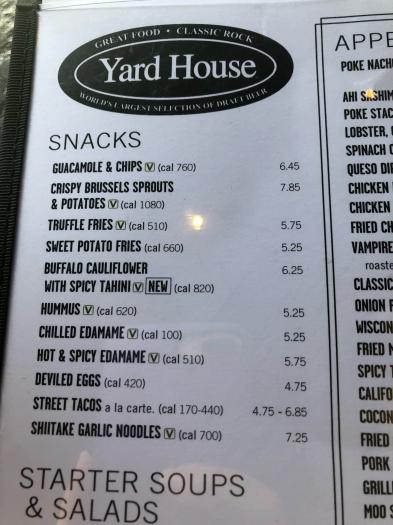 GREAT FOOD • CLASSIC ROCK
Yard House
WORLD'S LARGEST SELECTION OF DRAFT BEER
SNACKS
GUACAMOLE & CHIPS V (cal 760) 6.45
CRISPY BRUSSELS SPROUTS 7.85
& POTATOES V (cal 1080)
TRUFFLE FRIES V (cal 510) 5.75
SWEET POTATO FRIES (cal 660) 5.25
BUFFALO CAULIFLOWER 6.25
WITH SPICY TAHINI V NEW (cal 820)
HUMMUS V (cal 620) 5.25
CHILLED EDAMAME V (cal 100) 5.25
HOT & SPICY EDAMAME V (cal 510) 5.75
DEVILED EGGS (cal 420) 4.75
STREET TACOS a la carte. (cal 170-440) 4.75 - 6.85
SHIITAKE GARLIC NOODLES V (cal 700) 7.25
STARTER SOUPS
& SALADS
APPE
POKE NACH
AHI SASHIM
POKE STAC
LOBSTER,
SPINACH
QUESO DI
CHICKEN
CHICKEN
FRIED CH
VAMPIRE
roaste
CLASSIC
ONION
WISCON
FRIED
SPICY
CALIFO
COCON
FRIED
PORK
GRILL
MOO